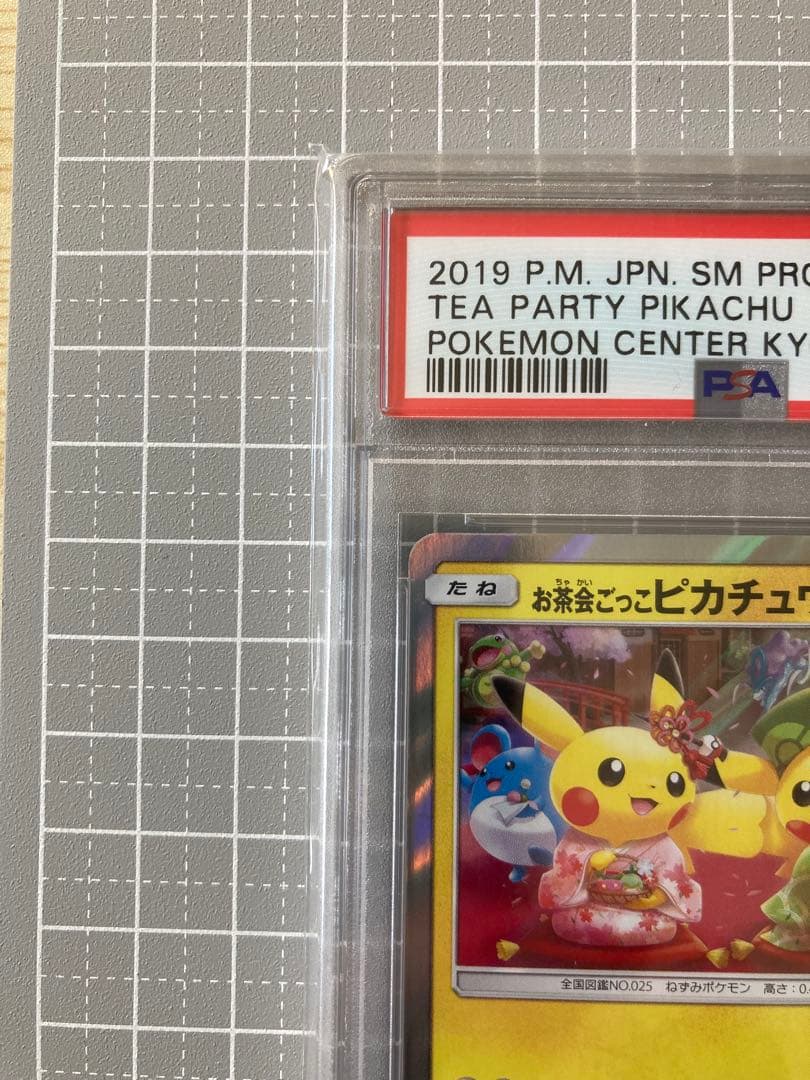 2019 P.M. JPN. SM PRO
TEA PARTY PIKACHU
POKEMON CENTER KY
PSA
たね
ちゃ かい
お茶会ごっこピカチュウ
全国図鑑NO.025 ねずみポケモン 高さ:0.